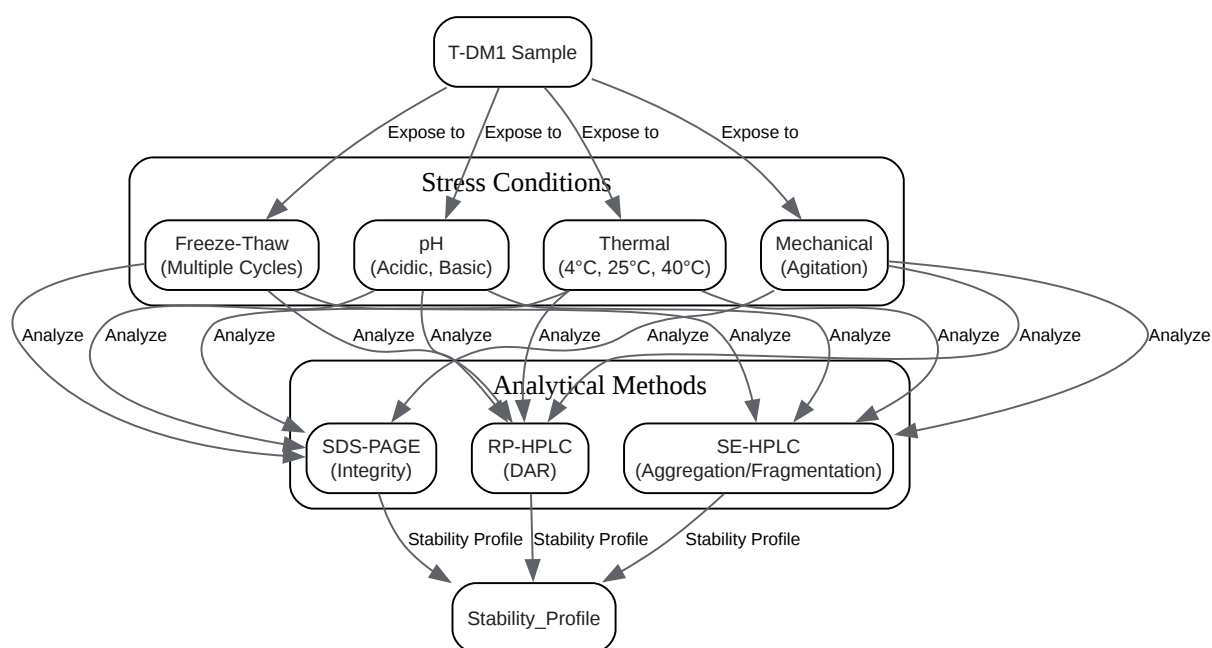 T-DM1 Sample
Expose to
Expose to
Expose to
Expose to
Stress Conditions
Freeze-Thaw
(Multiple Cycles)
pH
(Acidic, Basic)
Thermal
(4°C, 25°C, 40°C)
Mechanical
(Agitation)
Analyze
Analyze
Analyze
Analyze
Analyze
Analyze
Analyze
Analyze
Analyze
Analyze
Analyze
Analyze
Analytical Methods
SDS-PAGE
(Integrity)
RP-HPLC
(DAR)
SE-HPLC
(Aggregation/Fragmentation)
Stability Profile
Stability Profile
Stability Profile
Stability_Profile